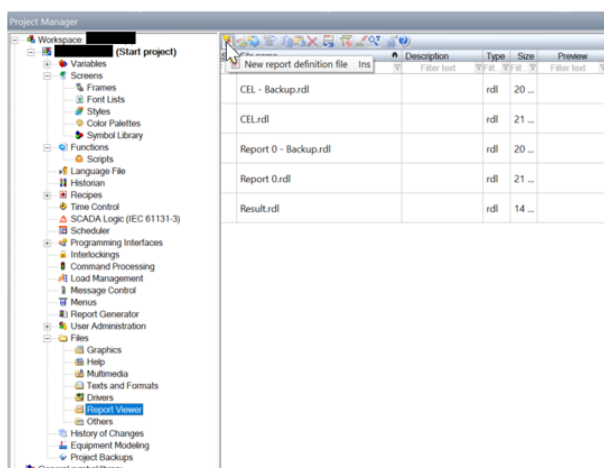 Project Manager
Workspace:
(Start project)
Variables
Screens
Frames
Font Lists
Styles
Color Palettes
Symbol Library
Functions
Scripts
Language File
Historian
Recipes
Time Control
SCADA Logic (IEC 61131-3)
Scheduler
Programming Interfaces
Interlockings
Command Processing
Load Management
Message Control
Menus
Report Generator
User Administration
Files
Graphics
Help
Multimedia
Texts and Formats
Drivers
Report Viewer
Others
History of Changes
Equipment Modeling
Project Backups
General symbol library
New report definition file Ins
Description Type Size Preview
Filter text Filter text
CEL - Backup.rdl rdl 20 ...
CEL.rdl rdl 21 ...
Report 0 - Backup.rdl rdl 20 ...
Report 0.rdl rdl 21 ...
Result.rdl rdl 14 ...